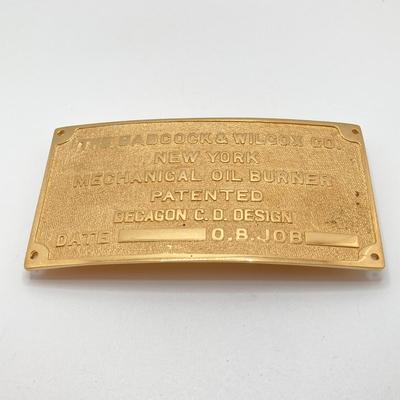 THE BABCOCK & WILCOX CO.
NEW YORK
MECHANICAL OIL BURNER
PATENTED
DECAGON C. D. DESIGN
DATE O.B. JOB